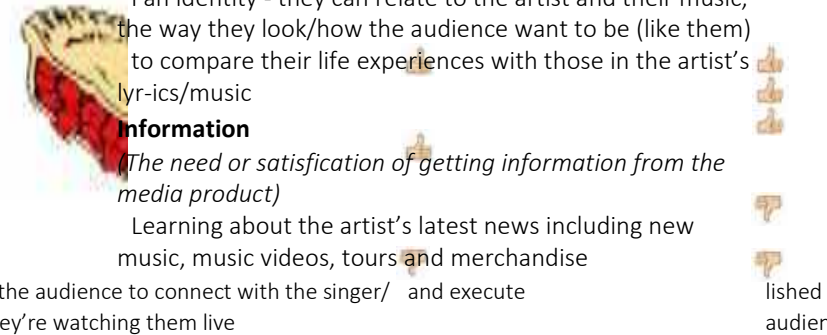 Fan identity - they can relate to the artist and their music,
the way they look/how the audience want to be (like them)
to compare their life experiences with those in the artist's
lyr-ics/music
Information
(The need or satisfication of getting information from the
media product)
Learning about the artist's latest news including new
music, music videos, tours and merchandise
the audience to connect with the singer/ and execute lished
ey're watching them live audien